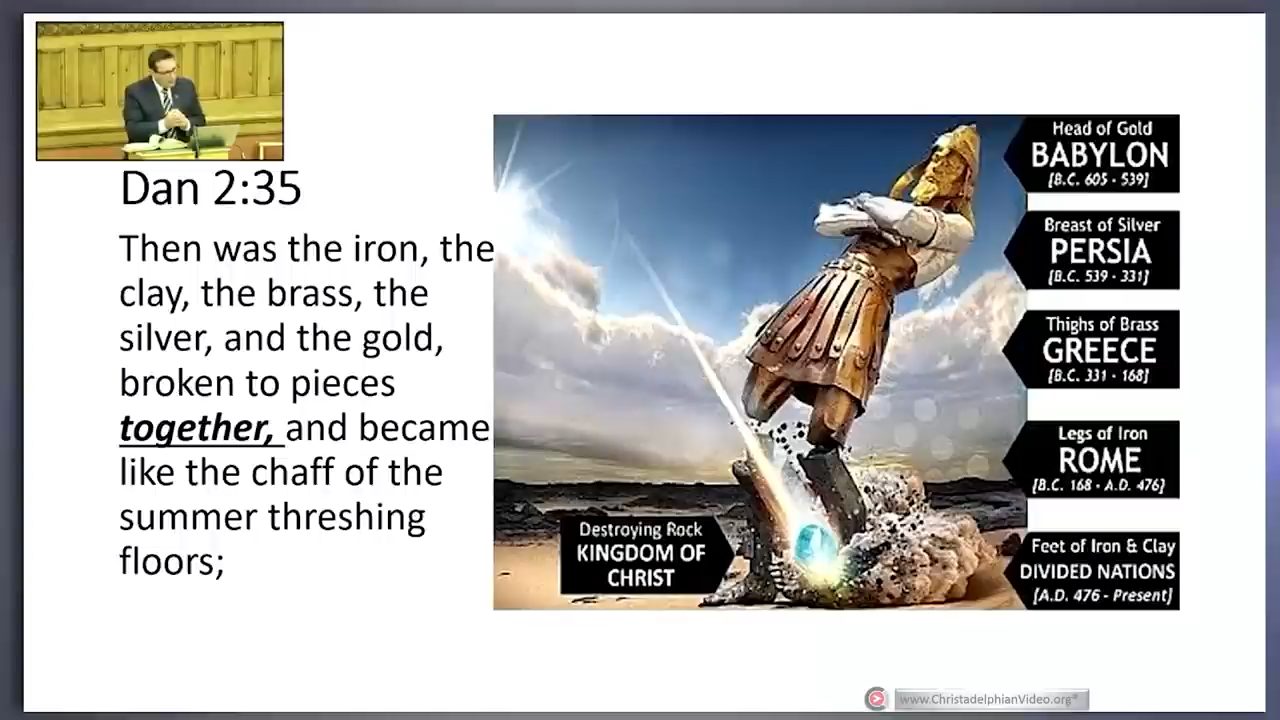 Dan 2:35
Then was the iron, the
clay, the brass, the
silver, and the gold,
broken to pieces
together, and became
like the chaff of the
summer threshing
floors;
Head of Gold
BABYLON
[B.C. 605 - 539]
Breast of Silver
PERSIA
[B.C. 539 - 331]
Thighs of Brass
GREECE
[B.C. 331 - 168]
Legs of Iron
ROME
[B.C. 168 - A.D. 476]
Feet of Iron & Clay
DIVIDED NATIONS
[A.D. 476 - Present]
Destroying Rock
KINGDOM OF
CHRIST
www.ChristadelphianVideo.org®